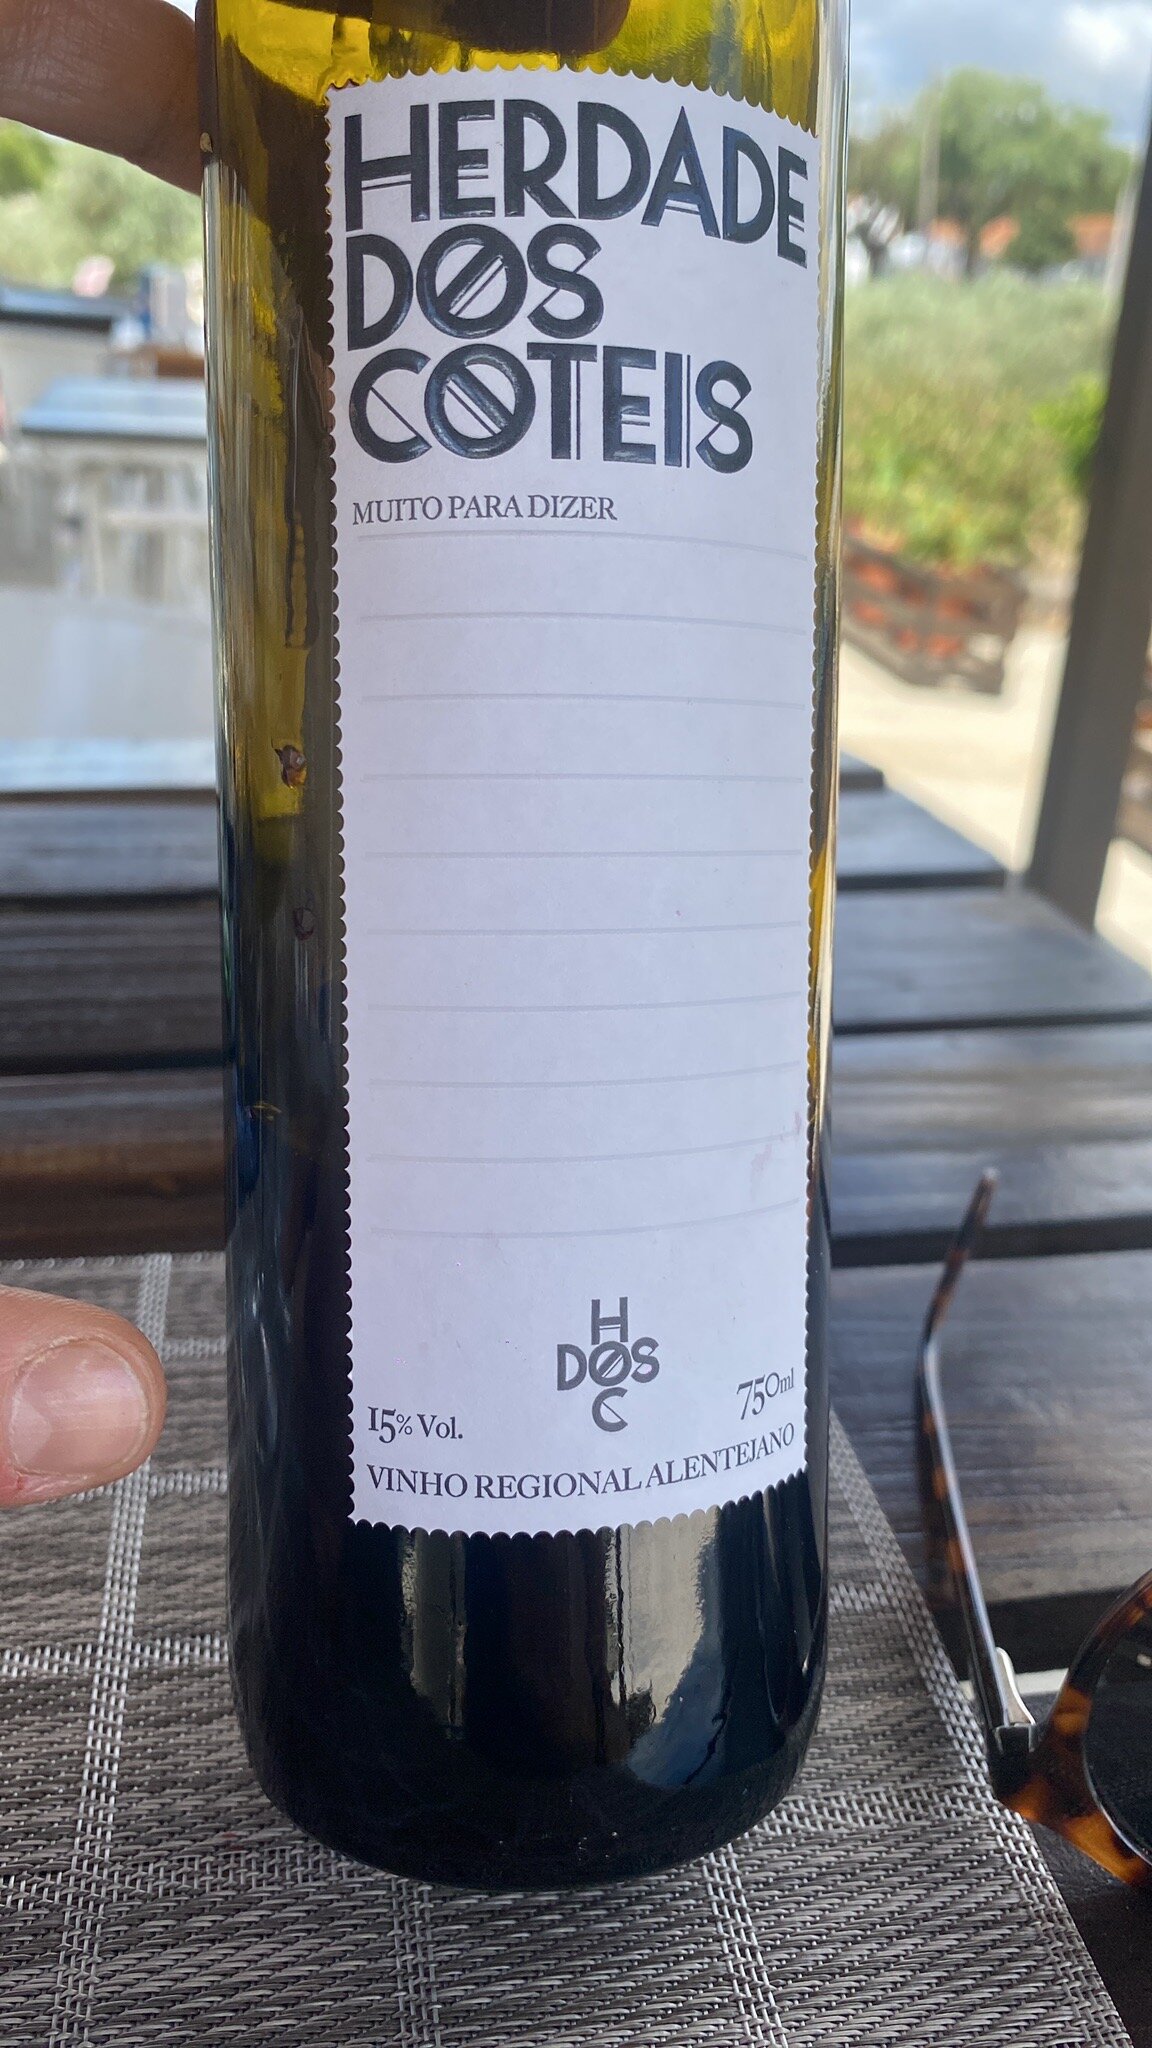 HERDADE
DOS
COTEIS
MUITO PARA DIZER
H
DOS
C
15% Vol.
750ml
VINHO REGIONAL ALENTEJANO